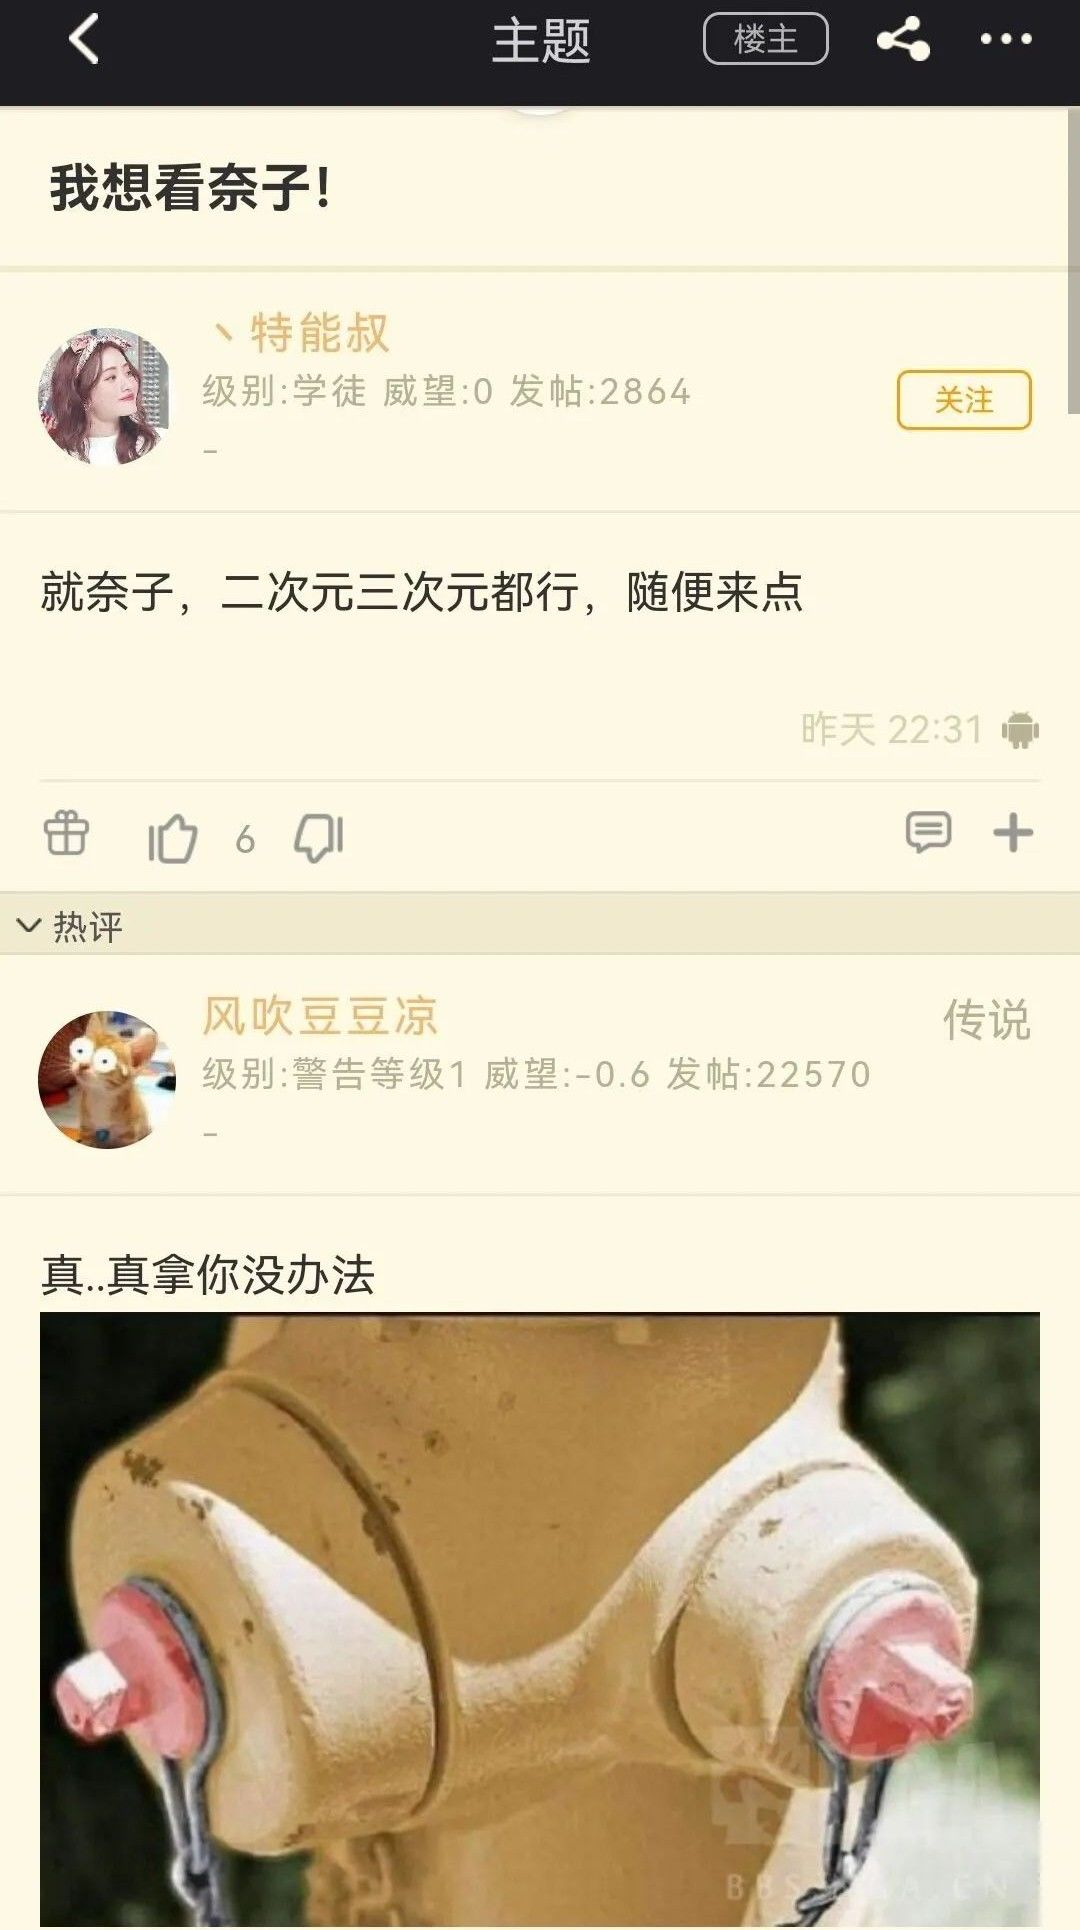 主题
楼主
我想看奈子!
丶特能叔
级别:学徒 威望:0 发帖:2864
-
关注
就奈子，二次元三次元都行，随便来点
昨天 22:31
6
热评
风吹豆豆凉
传说
级别:警告等级1 威望:-0.6 发帖:22570
-
真..真拿你没办法